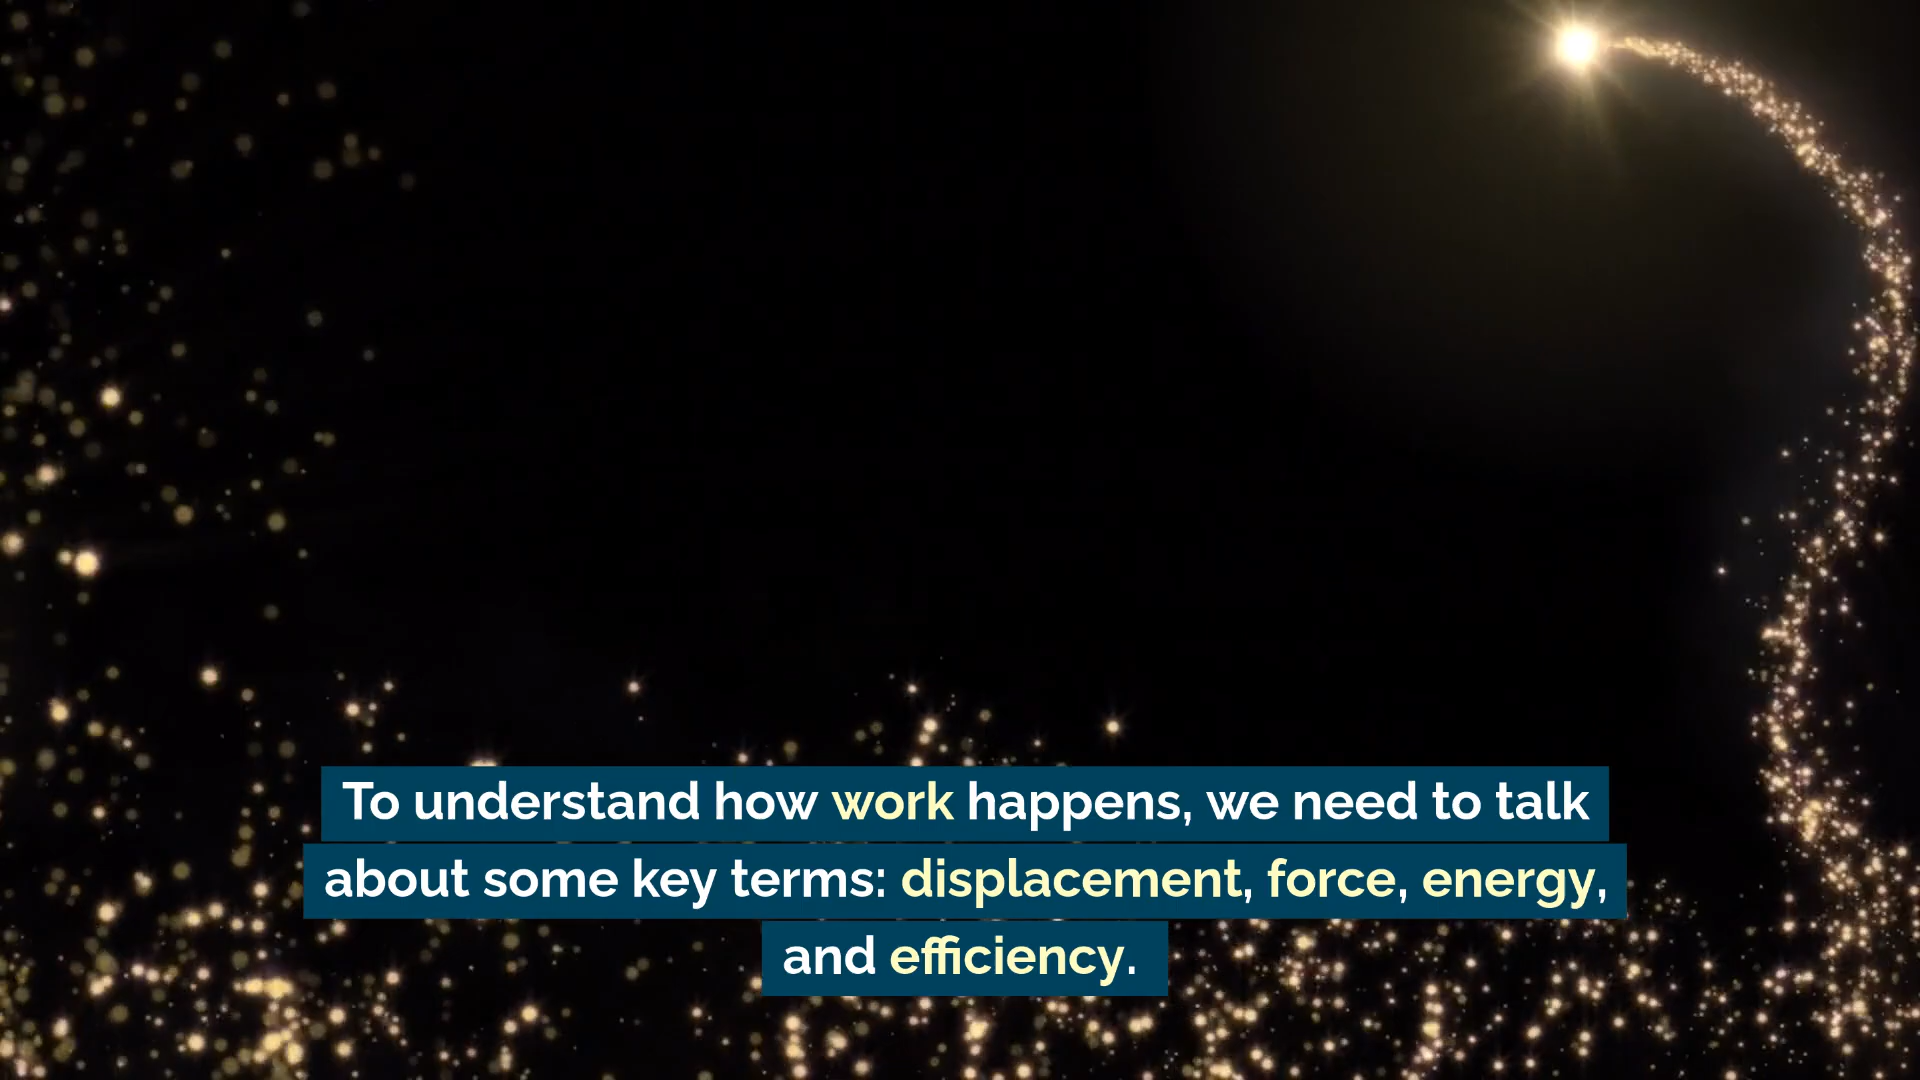 To understand how work happens, we need to talk
about some key terms: displacement, force, energy,
and efficiency.